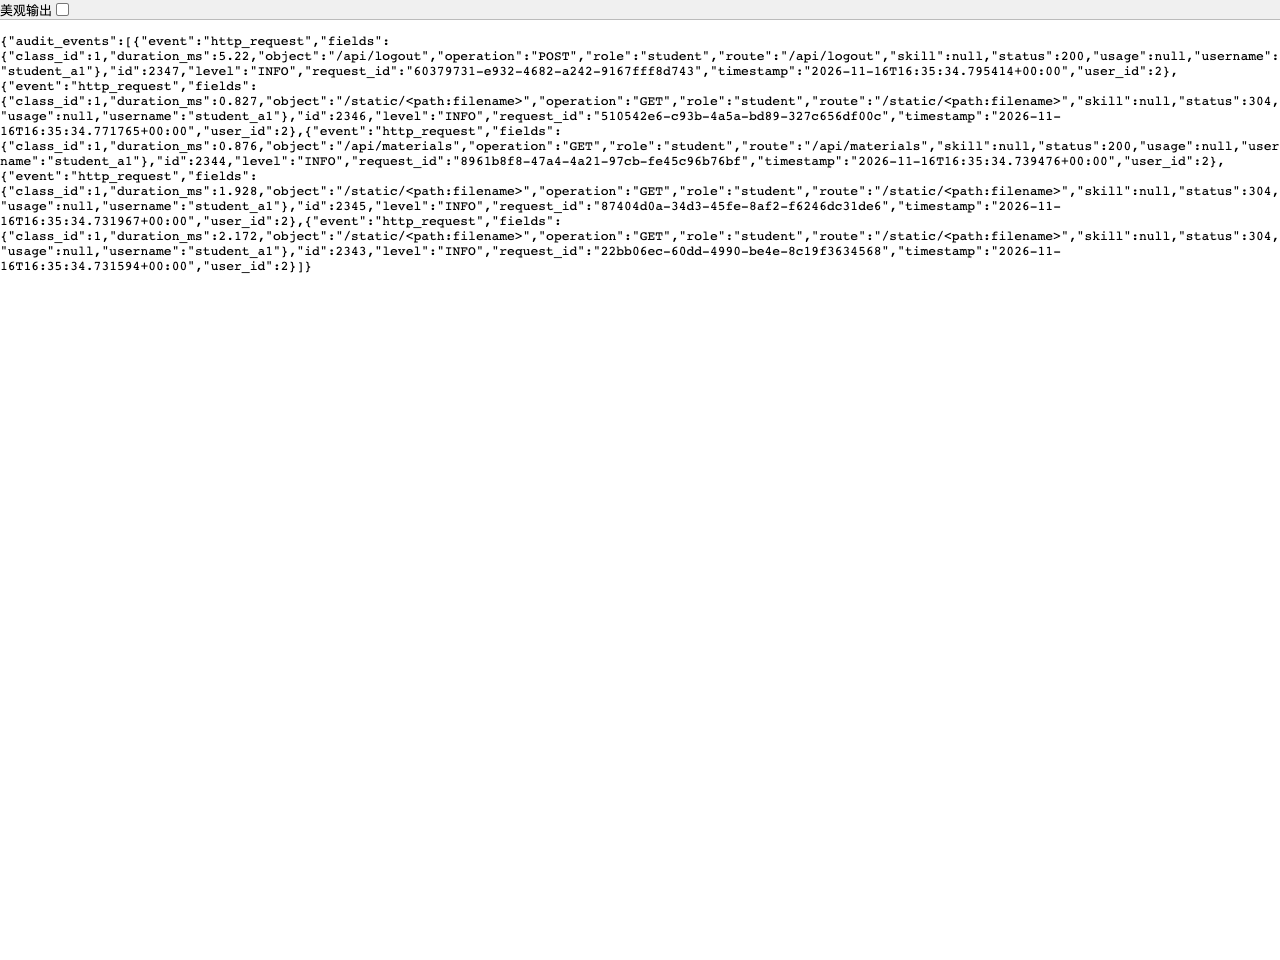 美观输出
{"audit_events":[{"event":"http_request","fields":
{"class_id":1,"duration_ms":5.22,"object":"/api/logout","operation":"POST","role":"student","route":"/api/logout","skill":null,"status":200,"usage":null,"username":
"student_a1"},"id":2347,"level":"INFO","request_id":"60379731-e932-4682-a242-9167fff8d743","timestamp":"2026-11-16T16:35:34.795414+00:00","user_id":2},
{"event":"http_request","fields":
{"class_id":1,"duration_ms":0.827,"object":"/static/<path:filename>","operation":"GET","role":"student","route":"/static/<path:filename>","skill":null,"status":304,
"usage":null,"username":"student_a1"},"id":2346,"level":"INFO","request_id":"510542e6-c93b-4a5a-bd89-327c656df00c","timestamp":"2026-11-
16T16:35:34.771765+00:00","user_id":2},{"event":"http_request","fields":
{"class_id":1,"duration_ms":0.876,"object":"/api/materials","operation":"GET","role":"student","route":"/api/materials","skill":null,"status":200,"usage":null,"user
name":"student_a1"},"id":2344,"level":"INFO","request_id":"8961b8f8-47a4-4a21-97cb-fe45c96b76bf","timestamp":"2026-11-16T16:35:34.739476+00:00","user_id":2},
{"event":"http_request","fields":
{"class_id":1,"duration_ms":1.928,"object":"/static/<path:filename>","operation":"GET","role":"student","route":"/static/<path:filename>","skill":null,"status":304,
"usage":null,"username":"student_a1"},"id":2345,"level":"INFO","request_id":"87404d0a-34d3-45fe-8af2-f6246dc31de6","timestamp":"2026-11-
16T16:35:34.731967+00:00","user_id":2},{"event":"http_request","fields":
{"class_id":1,"duration_ms":2.172,"object":"/static/<path:filename>","operation":"GET","role":"student","route":"/static/<path:filename>","skill":null,"status":304,
"usage":null,"username":"student_a1"},"id":2343,"level":"INFO","request_id":"22bb06ec-60dd-4990-be4e-8c19f3634568","timestamp":"2026-11-
16T16:35:34.731594+00:00","user_id":2}]}